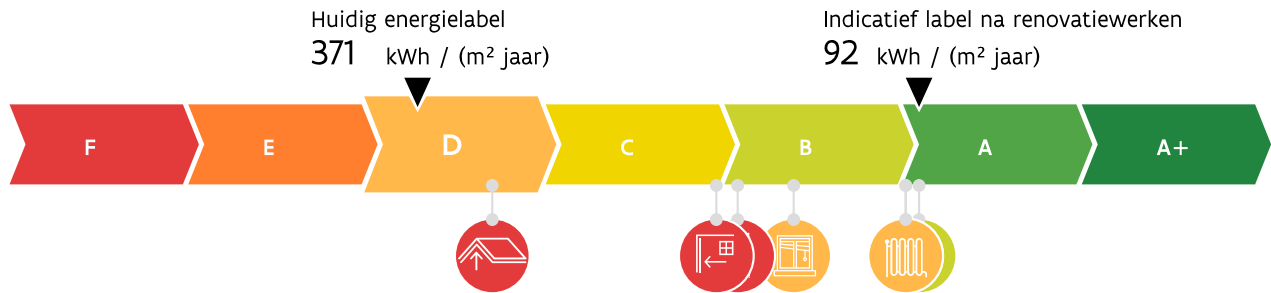 Huidig energielabel
371 kWh / (m² jaar)
Indicatief label na renovatiewerken
92 kWh / (m² jaar)
F E D C B A A+